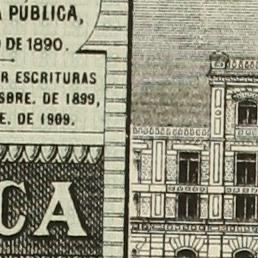 A PÚBLICA,
DE 1890.
R ESCRITURAS
BRE. DE 1899,
E. DE 1909.
CA